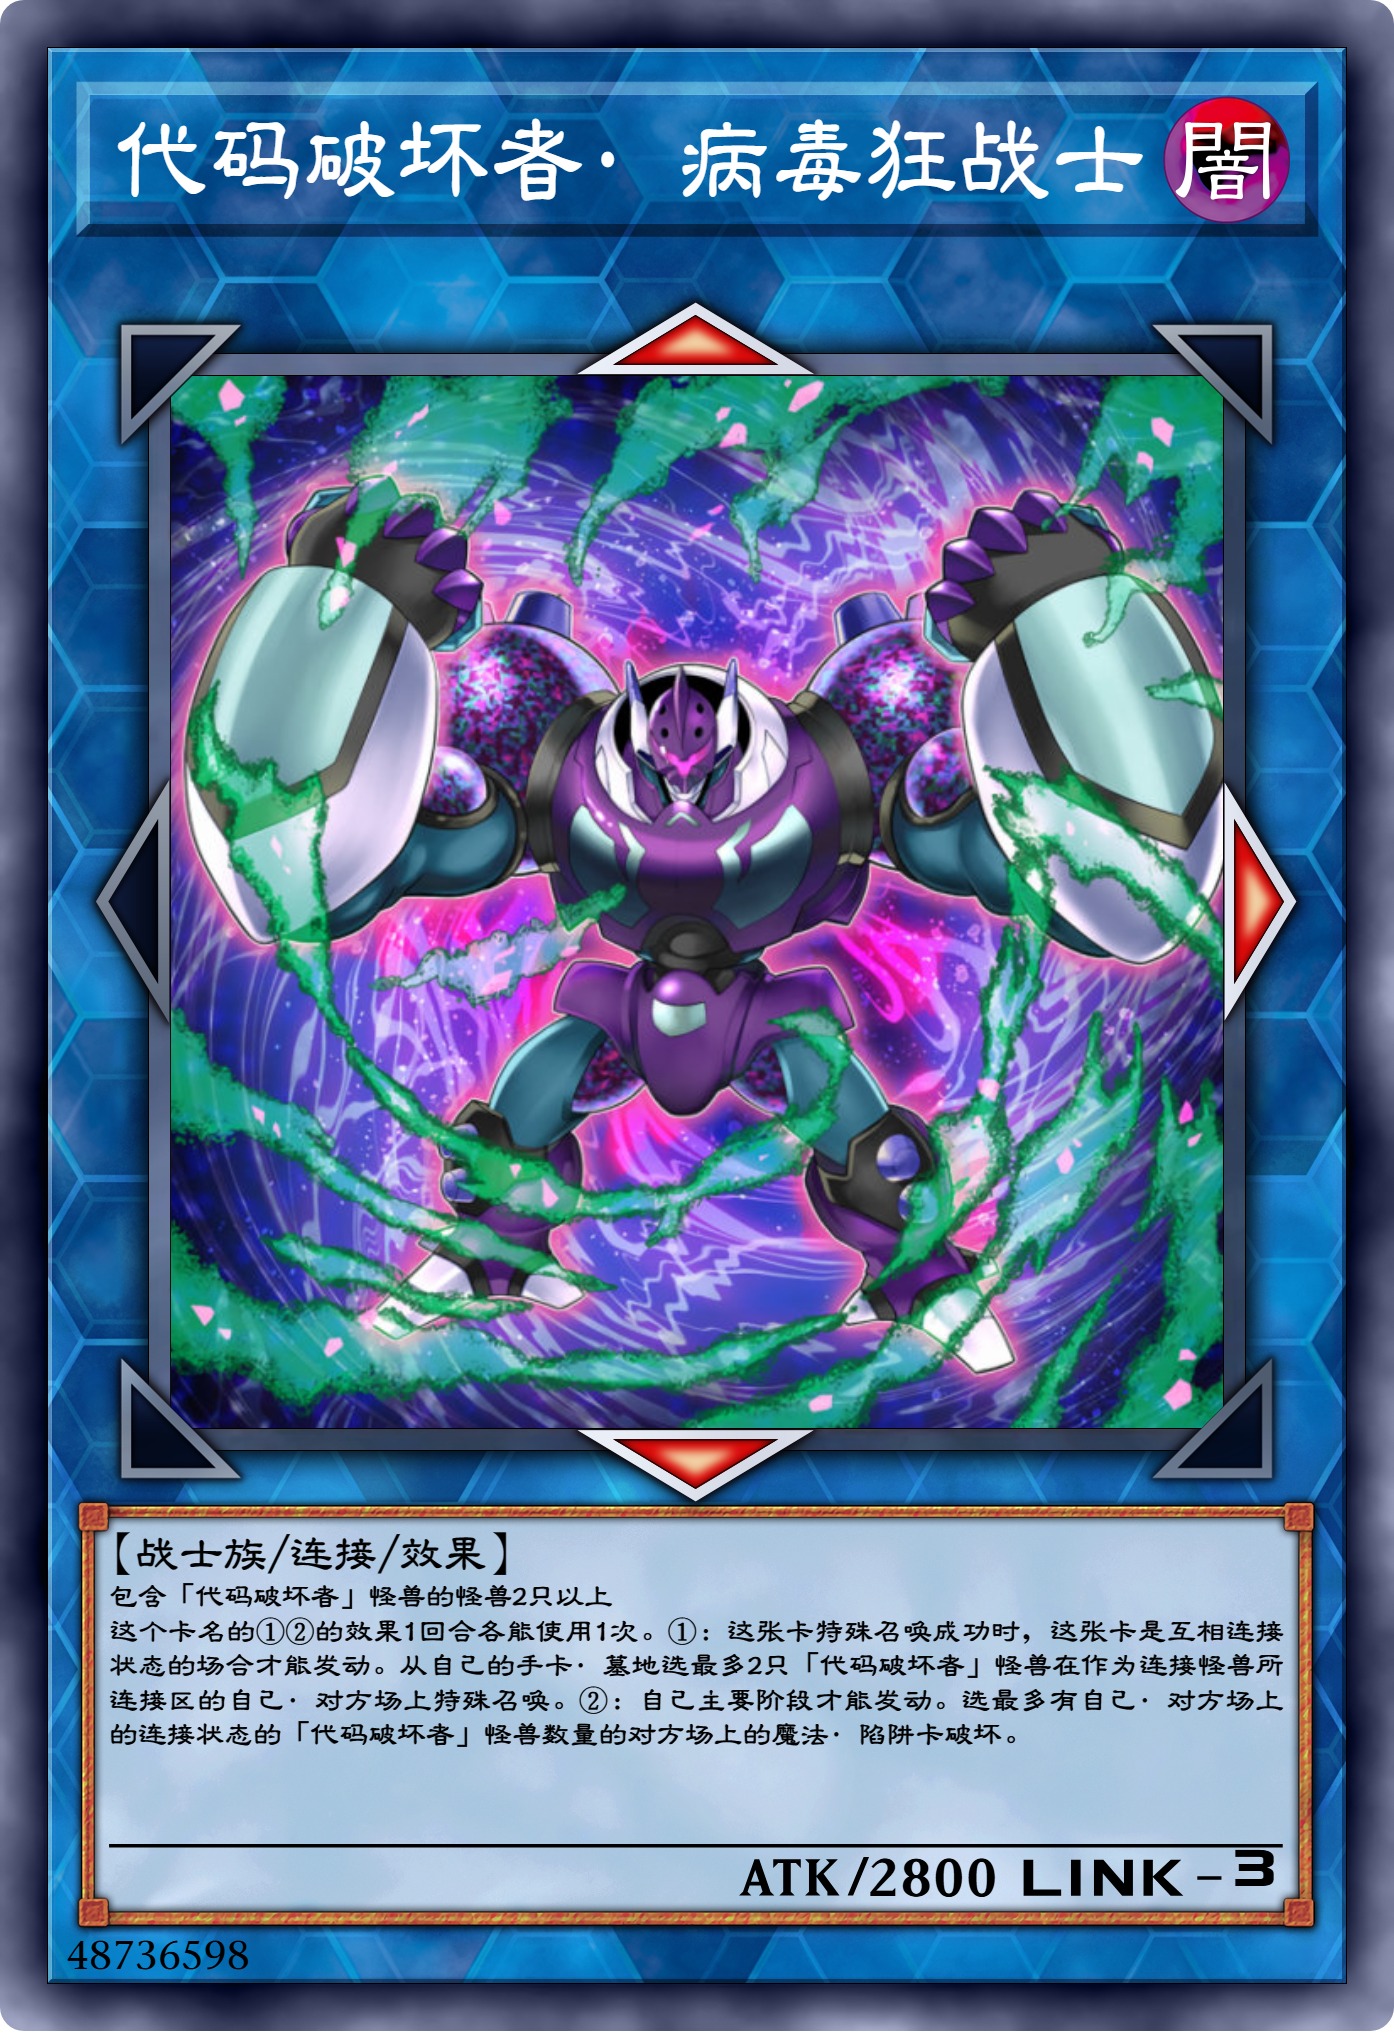 代码破坏者·病毒狂战士 闇
【战士族/连接/效果】
包含「代码破坏者」怪兽的怪兽2只以上
这个卡名的①②的效果1回合各能使用1次。①：这张卡特殊召唤成功时，这张卡是互相连接
状态的场合才能发动。从自己的手卡·墓地选最多2只「代码破坏者」怪兽在作为连接怪兽所
连接区的自己·对方场上特殊召唤。②：自己主要阶段才能发动。选最多有自己·对方场上
的连接状态的「代码破坏者」怪兽数量的对方场上的魔法·陷阱卡破坏。
ATK/2800 LINK-3
48736598